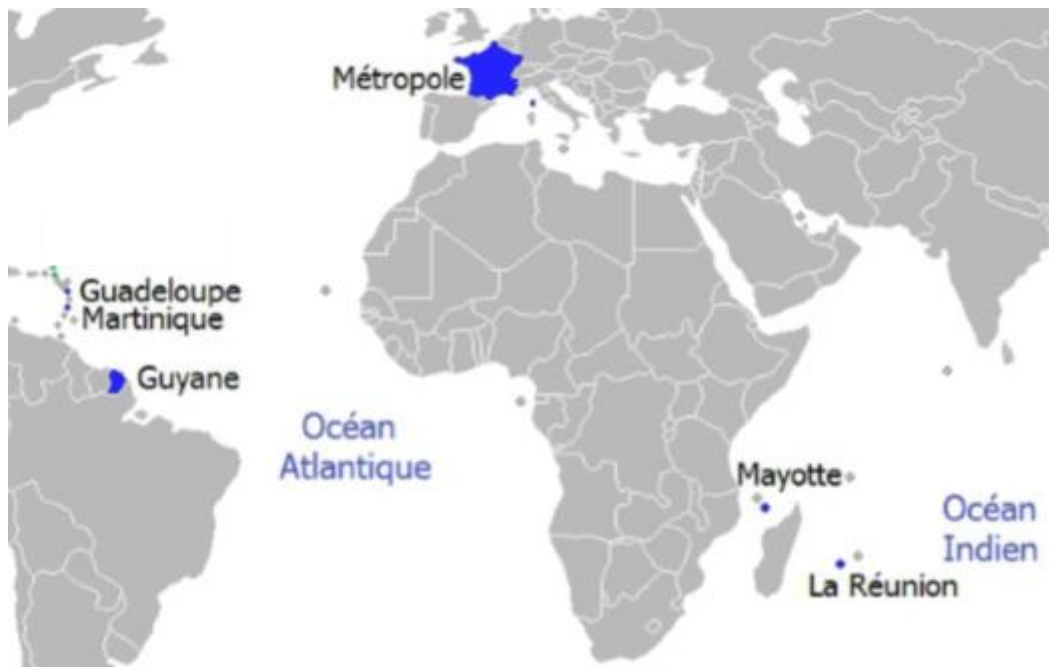 Métropole
Guadeloupe
Martinique
Guyane
Océan
Atlantique
Mayotte
Océan
Indien
La Réunion